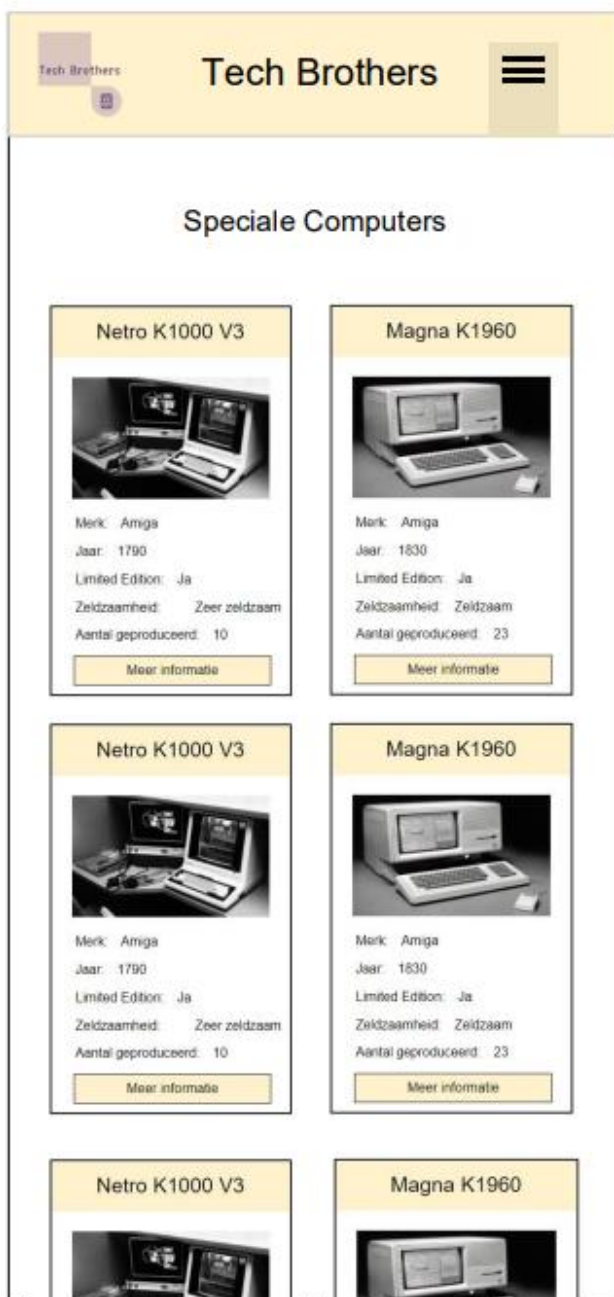 Tech Brothers
Tech Brothers
Speciale Computers
Netro K1000 V3
Merk: Amiga
Jaar: 1790
Limited Edition: Ja
Zeldzaamheid: Zeer zeldzaam
Aantal geproduceerd: 10
Meer informatie
Magna K1960
Merk: Amiga
Jaar: 1830
Limited Edition: Ja
Zeldzaamheid: Zeldzaam
Aantal geproduceerd: 23
Meer informatie
Netro K1000 V3
Merk: Amiga
Jaar: 1790
Limited Edition: Ja
Zeldzaamheid: Zeer zeldzaam
Aantal geproduceerd: 10
Meer informatie
Magna K1960
Merk: Amiga
Jaar: 1830
Limited Edition: Ja
Zeldzaamheid: Zeldzaam
Aantal geproduceerd: 23
Meer informatie
Netro K1000 V3
Magna K1960